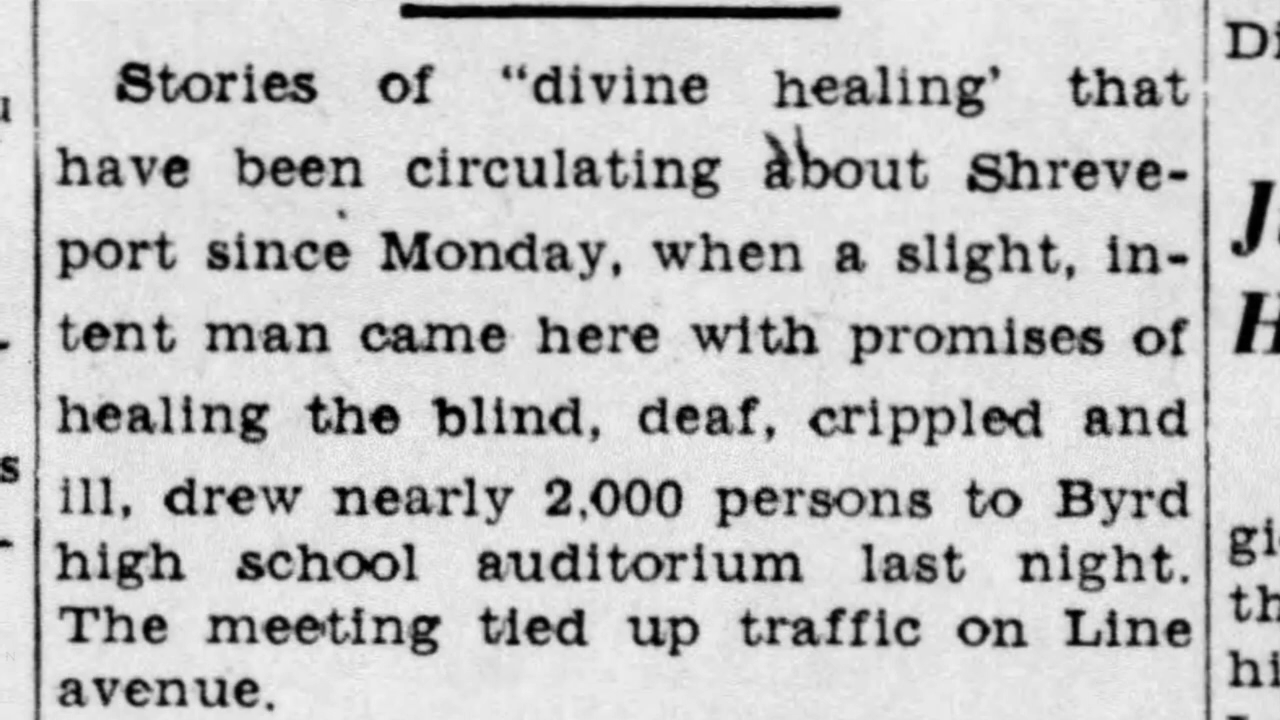 Stories of "divine healing' that
have been circulating about Shreve-
port since Monday, when a slight, in-
tent man came here with promises of
healing the blind, deaf, crippled and
ill, drew nearly 2,000 persons to Byrd
high school auditorium last night.
The meeting tied up traffic on Line
avenue.